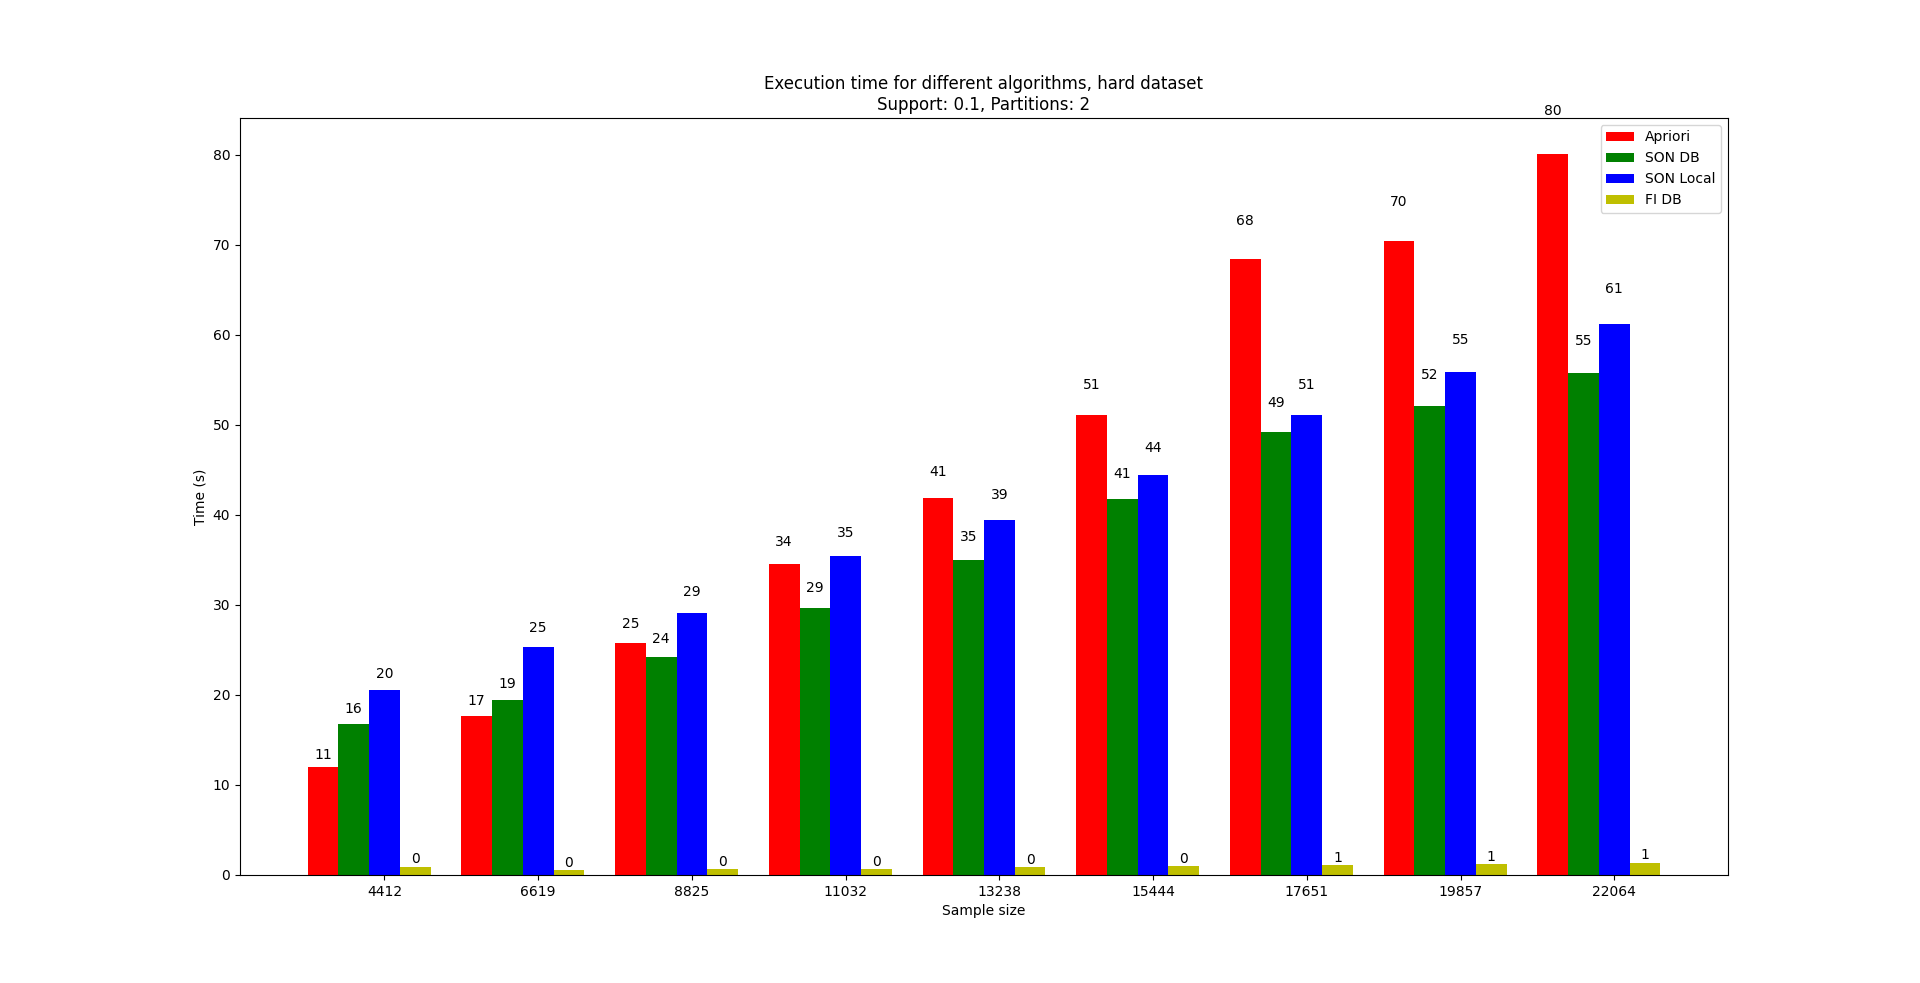 Execution time for different algorithms, hard dataset
Support: 0.1, Partitions: 2
Apriori
SON DB
SON Local
FI DB
Time (s)
80
70
60
50
40
30
20
10
0
11 16 20 0
17 19 25 0
25 24 29 0
34 29 35 0
41 35 39 0
51 41 44 0
68 49 51 1
70 52 55 1
80 55 61 1
4412 6619 8825 11032 13238 15444 17651 19857 22064
Sample size